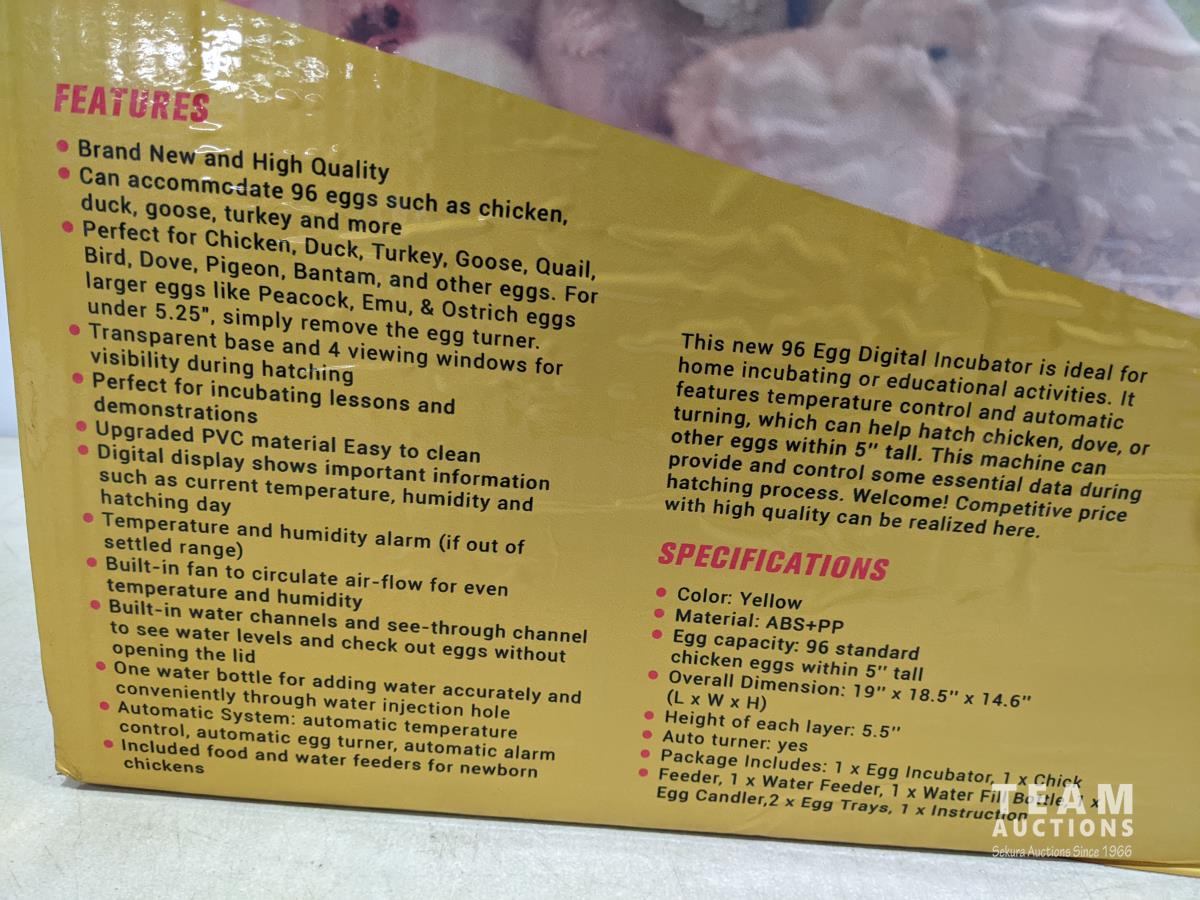 FEATURES
• Brand New and High Quality
• Can accommodate 96 eggs such as chicken,
duck, goose, turkey and more
• Perfect for Chicken, Duck, Turkey, Goose, Quail,
Bird, Dove, Pigeon, Bantam, and other eggs. For
larger eggs like Peacock, Emu, & Ostrich eggs
under 5.25", simply remove the egg turner.
• Transparent base and 4 viewing windows for
visibility during hatching
• Perfect for incubating lessons and
demonstrations
• Upgraded PVC material Easy to clean
• Digital display shows important information
such as current temperature, humidity and
hatching day
• Temperature and humidity alarm (if out of
settled range)
• Built-in fan to circulate air-flow for even
temperature and humidity
• Built-in water channels and see-through channel
to see water levels and check out eggs without
opening the lid
• One water bottle for adding water accurately and
conveniently through water injection hole
• Automatic System: automatic temperature
control, automatic egg turner, automatic alarm
• Included food and water feeders for newborn
chickens
This new 96 Egg Digital Incubator is ideal for
home incubating or educational activities. It
features temperature control and automatic
turning, which can help hatch chicken, dove, or
other eggs within 5" tall. This machine can
provide and control some essential data during
hatching process. Welcome! Competitive price
with high quality can be realized here.
SPECIFICATIONS
• Color: Yellow
• Material: ABS+PP
• Egg capacity: 96 standard
chicken eggs within 5" tall
• Overall Dimension: 19" x 18.5" x 14.6"
(L x W x H)
• Height of each layer: 5.5"
• Auto turner: yes
• Package Includes: 1 x Egg Incubator, 1 x Chick
• Feeder, 1 x Water Feeder, 1 x Water Fill Bottle, 1 x
Egg Candler,2 x Egg Trays, 1 x Instruction
TEAM
AUCTIONS
Sekura Auctions Since 1966